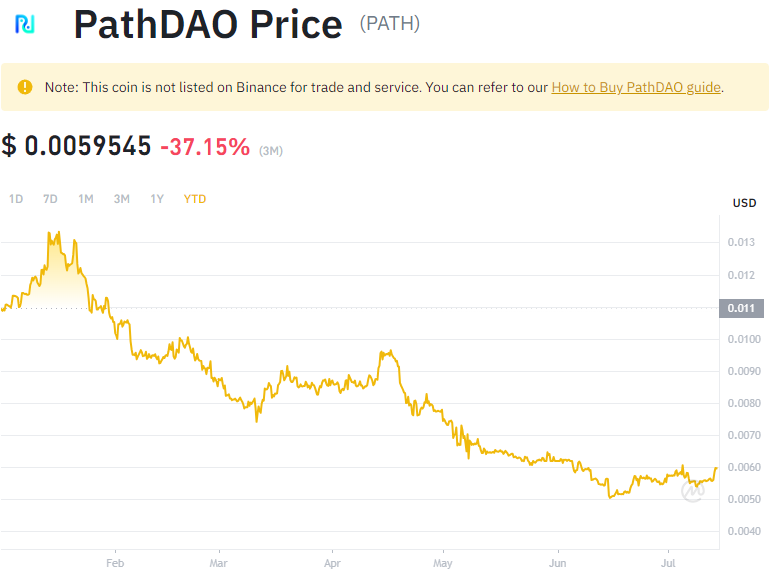 PathDAO Price (PATH)
Note: This coin is not listed on Binance for trade and service. You can refer to our How to Buy PathDAO guide.
$ 0.0059545 -37.15% (3M)
1D 7D 1M 3M 1Y YTD
USD
0.013
0.012
0.011
0.0100
0.0090
0.0080
0.0070
0.0060
0.0050
0.0040
Feb Mar Apr May Jun Jul